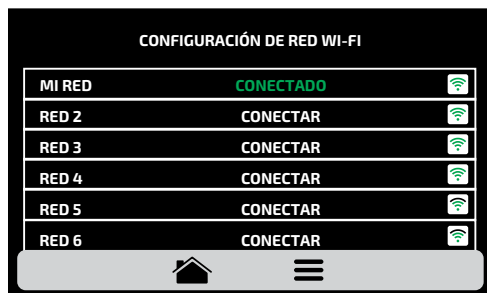 CONFIGURACIÓN DE RED WI-FI
MI RED CONECTADO
RED 2 CONECTAR
RED 3 CONECTAR
RED 4 CONECTAR
RED 5 CONECTAR
RED 6 CONECTAR